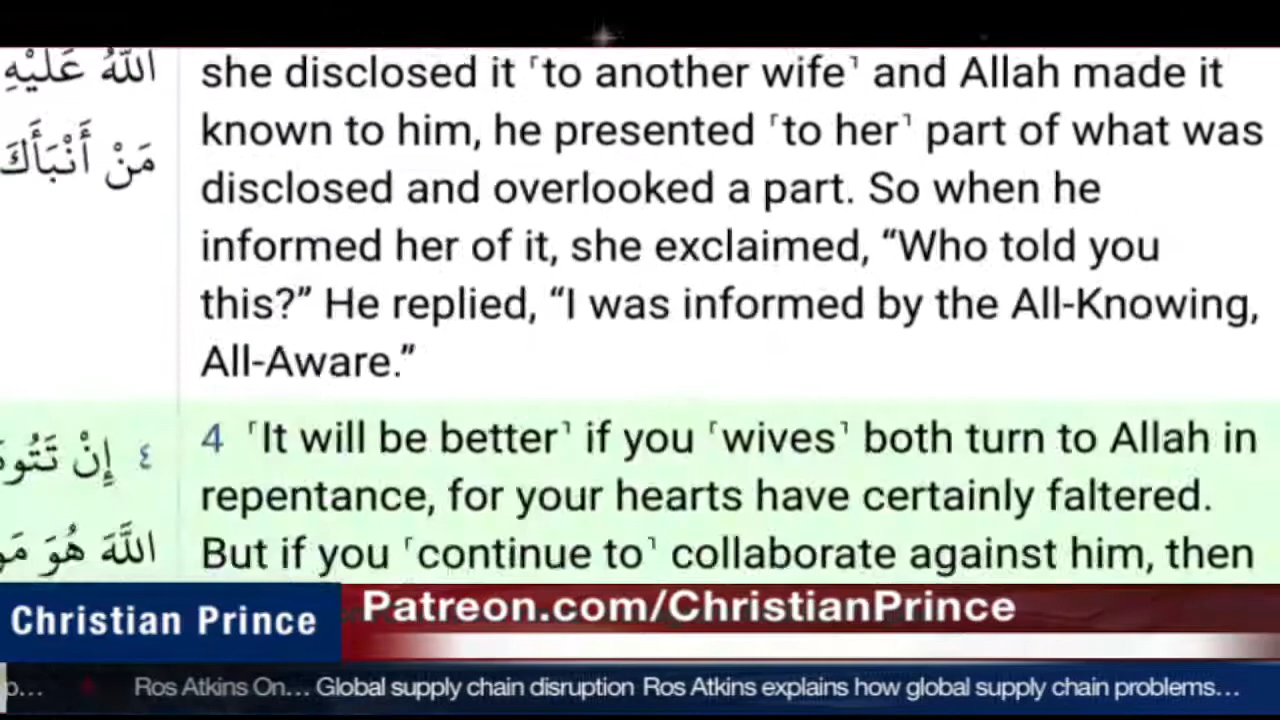 she disclosed it ˹to another wife˺ and Allah made it
known to him, he presented ˹to her˺ part of what was
disclosed and overlooked a part. So when he
informed her of it, she exclaimed, “Who told you
this?” He replied, “I was informed by the All-Knowing,
All-Aware.”
4 ˹It will be better˺ if you ˹wives˺ both turn to Allah in
repentance, for your hearts have certainly faltered.
But if you ˹continue to˺ collaborate against him, then
اللَّهُ عَلَيْهِ
مَنْ أَنْبَأَكَ
٤ إِنْ
اللَّهَ هُوَ
Christian Prince
Patreon.com/ChristianPrince
Ros Atkins On... Global supply chain disruption Ros Atkins explains how global supply chain problems...